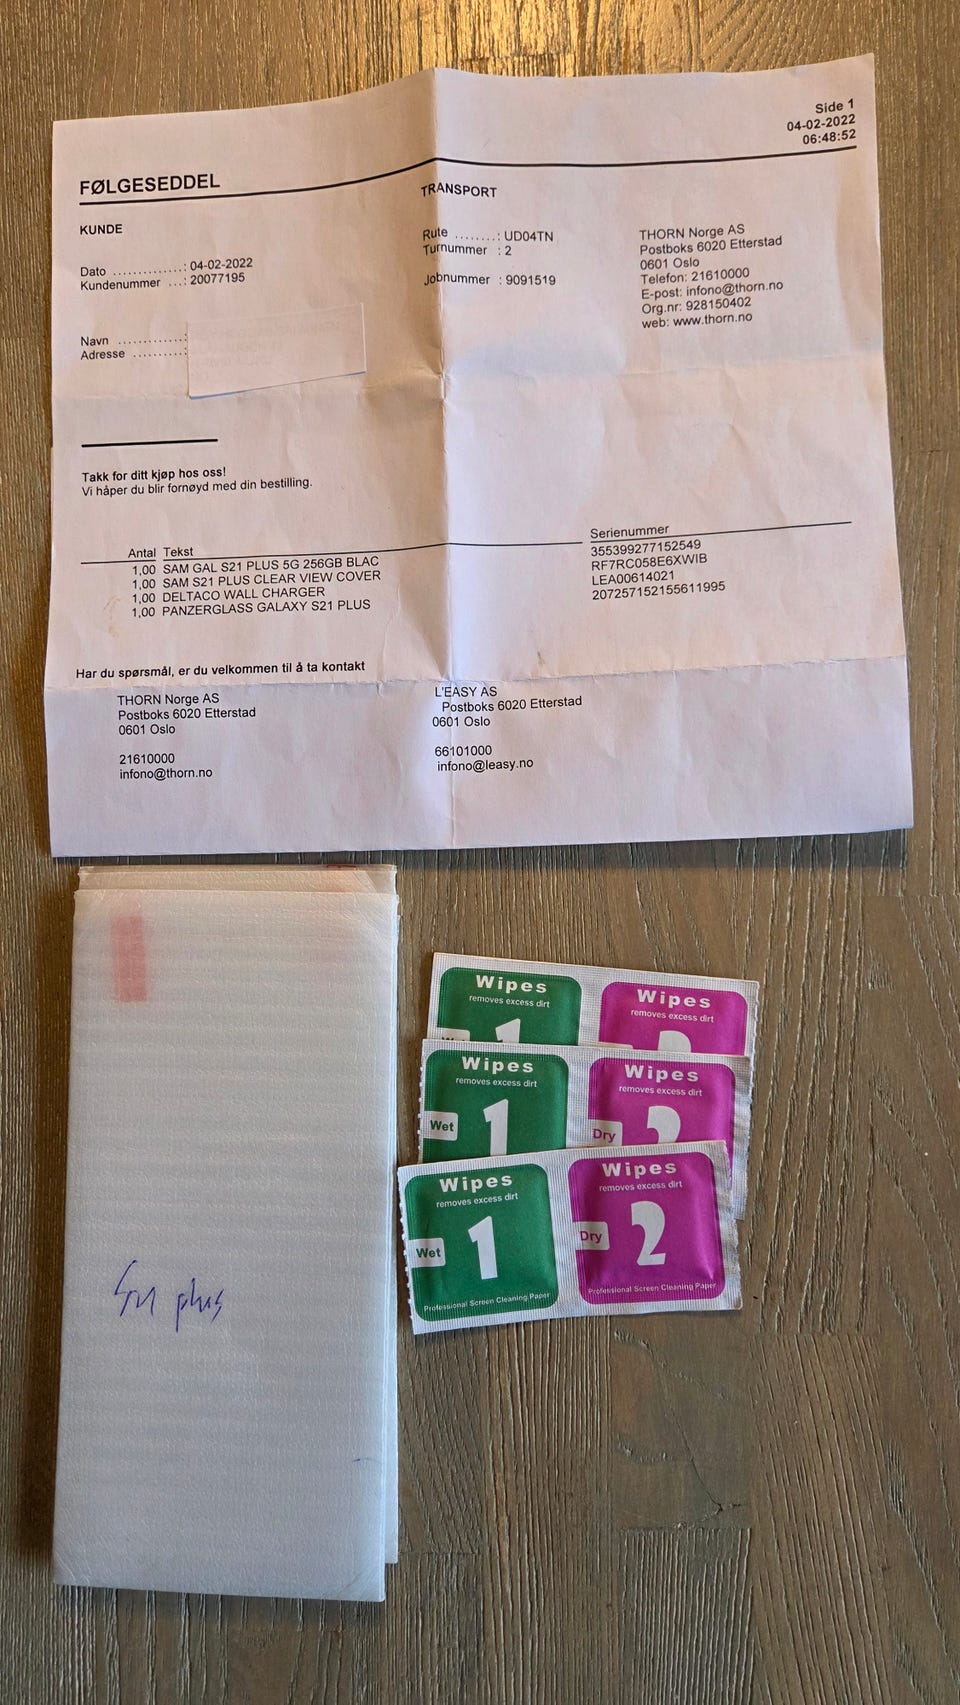 Side 1
04-02-2022
06:48:52
FØLGESEDDEL
TRANSPORT
KUNDE
Dato .............: 04-02-2022
Kundenummer ...: 20077195
Navn ............:
Adresse ..........:
Rute ........: UD04TN
Turnummer : 2
Jobnummer : 9091519
THORN Norge AS
Postboks 6020 Etterstad
0601 Oslo
Telefon: 21610000
E-post: infono@thorn.no
Org.nr: 928150402
web: www.thorn.no
Takk for ditt kjøp hos oss!
Vi håper du blir fornøyd med din bestilling.
Antal Tekst Serienummer
1,00 SAM GAL S21 PLUS 5G 256GB BLAC 355399277152549
1,00 SAM S21 PLUS CLEAR VIEW COVER RF7RC058E6XWIB
1,00 DELTACO WALL CHARGER LEA00614021
1,00 PANZERGLASS GALAXY S21 PLUS 207257152155611995
Har du spørsmål, er du velkommen til å ta kontakt
THORN Norge AS
Postboks 6020 Etterstad
0601 Oslo
21610000
infono@thorn.no
L'EASY AS
Postboks 6020 Etterstad
0601 Oslo
66101000
infono@leasy.no
Wipes
removes excess dirt
1
Wipes
removes excess dirt
2
Wipes
removes excess dirt
Wet
1
Wipes
removes excess dirt
Dry
2
Wipes
removes excess dirt
Wet
1
Professional Screen Cleaning Paper
Wipes
removes excess dirt
Dry
2
Professional Screen Cleaning Paper
plus